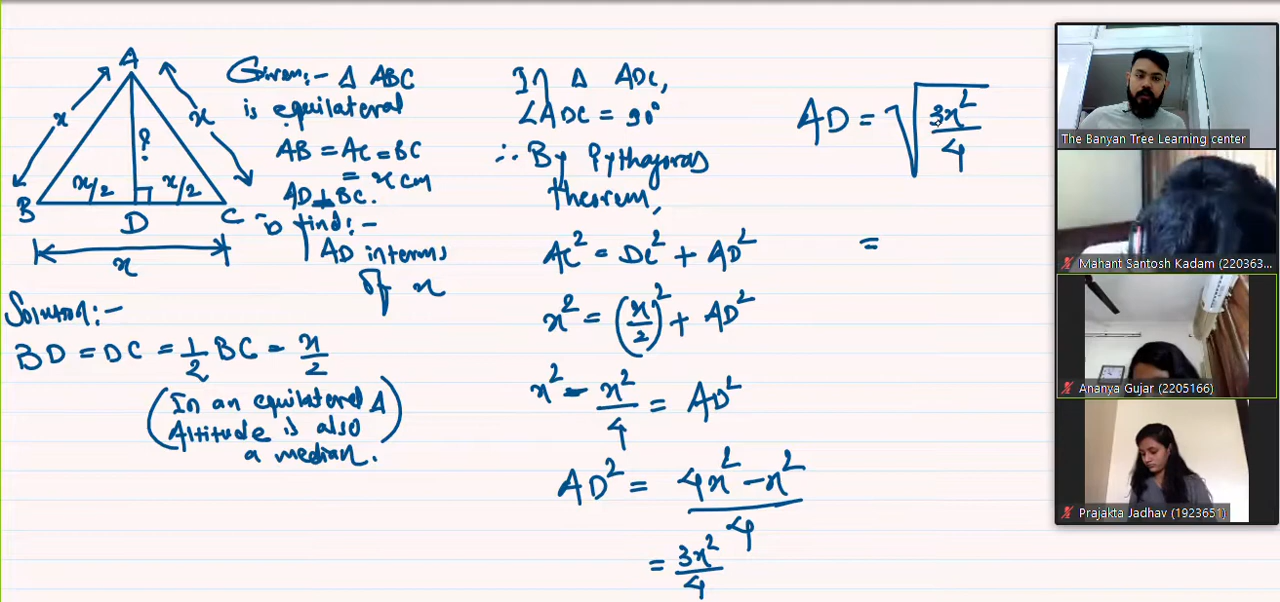 A
x
x
?
x/2
x/2
B
D
C
x
Given:- Δ ABC
is equilateral
AB = AC = BC
= x cm
AD ⊥ BC.
To find:-
AD in terms
of x
Solution:-
BD = DC = 1/2 BC = x/2
(In an equilateral Δ
Altitude is also
a median.)
In Δ ADC,
∠ADC = 90°
∴ By Pythagoras
theorem,
AC² = DC² + AD²
x² = (x/2)² + AD²
x² - x²/4 = AD²
AD² = 4x² - x²/4
= 3x²/4
AD = √3x²/4
=
The Banyan Tree Learning center
Mahant Santosh Kadam (220363...
Ananya Gujar (2205166)
Prajakta Jadhav (1923651)